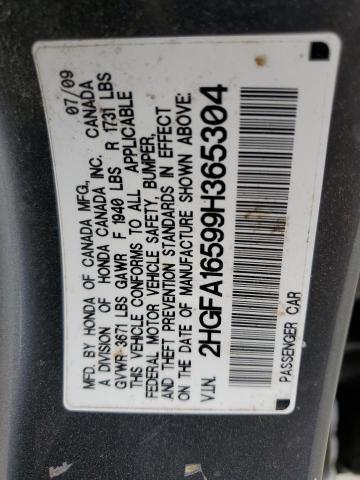 MFD. BY HONDA OF CANADA MFG., 07/09
A DIVISION OF HONDA CANADA INC. CANADA
GVWR 3671 LBS GAWR F 1940 LBS R 1731 LBS
THIS VEHICLE CONFORMS TO ALL APPLICABLE
FEDERAL MOTOR VEHICLE SAFETY, BUMPER,
AND THEFT PREVENTION STANDARDS IN EFFECT
ON THE DATE OF MANUFACTURE SHOWN ABOVE.
V.I.N. 2HGFA16599H365304
PASSENGER CAR